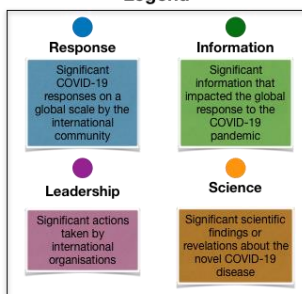 Response
Significant
COVID-19
responses on a
global scale by the
international
community
Information
Significant
information that
impacted the global
response to the
COVID-19
pandemic
Leadership
Significant actions
taken by
international
organisations
Science
Significant scientific
findings or
revelations about the
novel COVID-19
disease